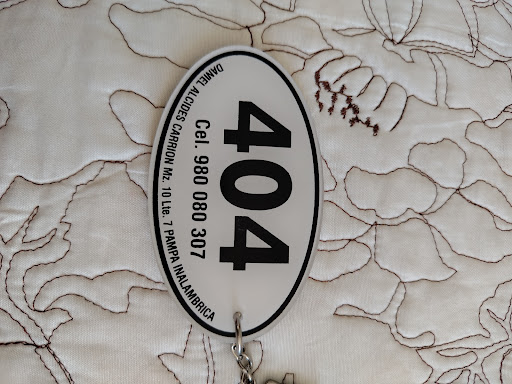 404
Cel. 980 080 307
DANIEL ALCIDES CARRION Mz. 10 Lte. 7 PAMPA INALAMBRICA